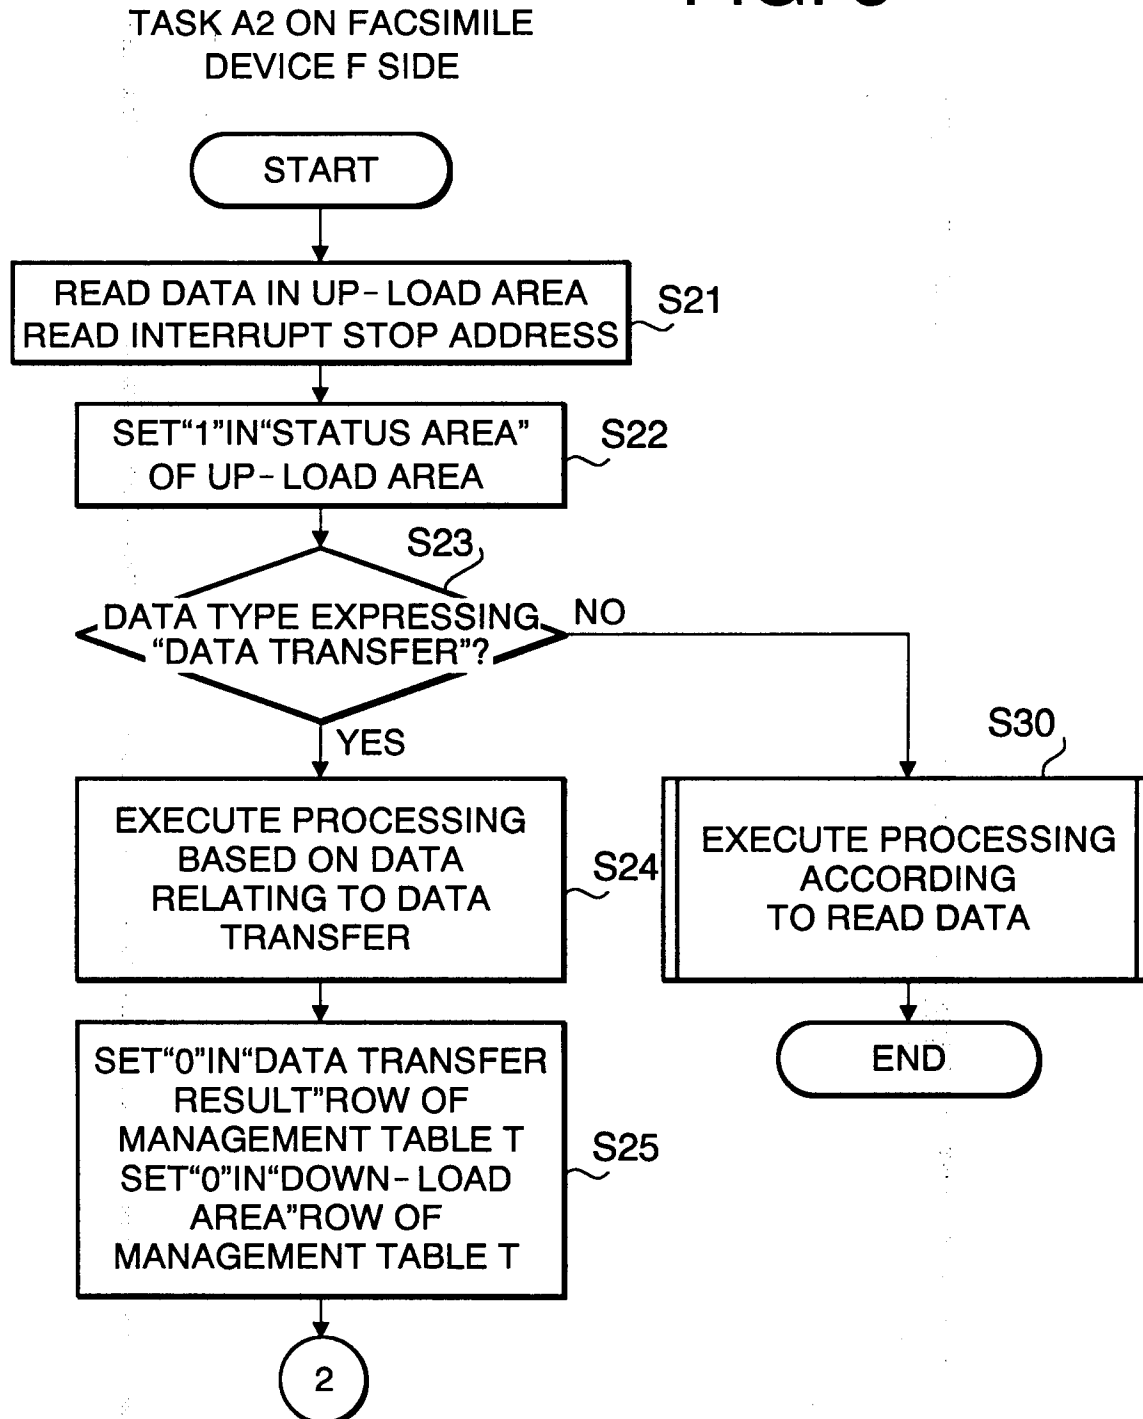 TASK A2 ON FACSIMILE
DEVICE F SIDE
START
READ DATA IN UP-LOAD AREA
READ INTERRUPT STOP ADDRESS
S21
SET“1”IN“STATUS AREA”
OF UP-LOAD AREA
S22
S23
DATA TYPE EXPRESSING
“DATA TRANSFER”?
NO
YES
S30
EXECUTE PROCESSING
BASED ON DATA
RELATING TO DATA
TRANSFER
S24
EXECUTE PROCESSING
ACCORDING
TO READ DATA
SET“0”IN“DATA TRANSFER
RESULT”ROW OF
MANAGEMENT TABLE T
SET“0”IN“DOWN-LOAD
AREA”ROW OF
MANAGEMENT TABLE T
S25
END
2